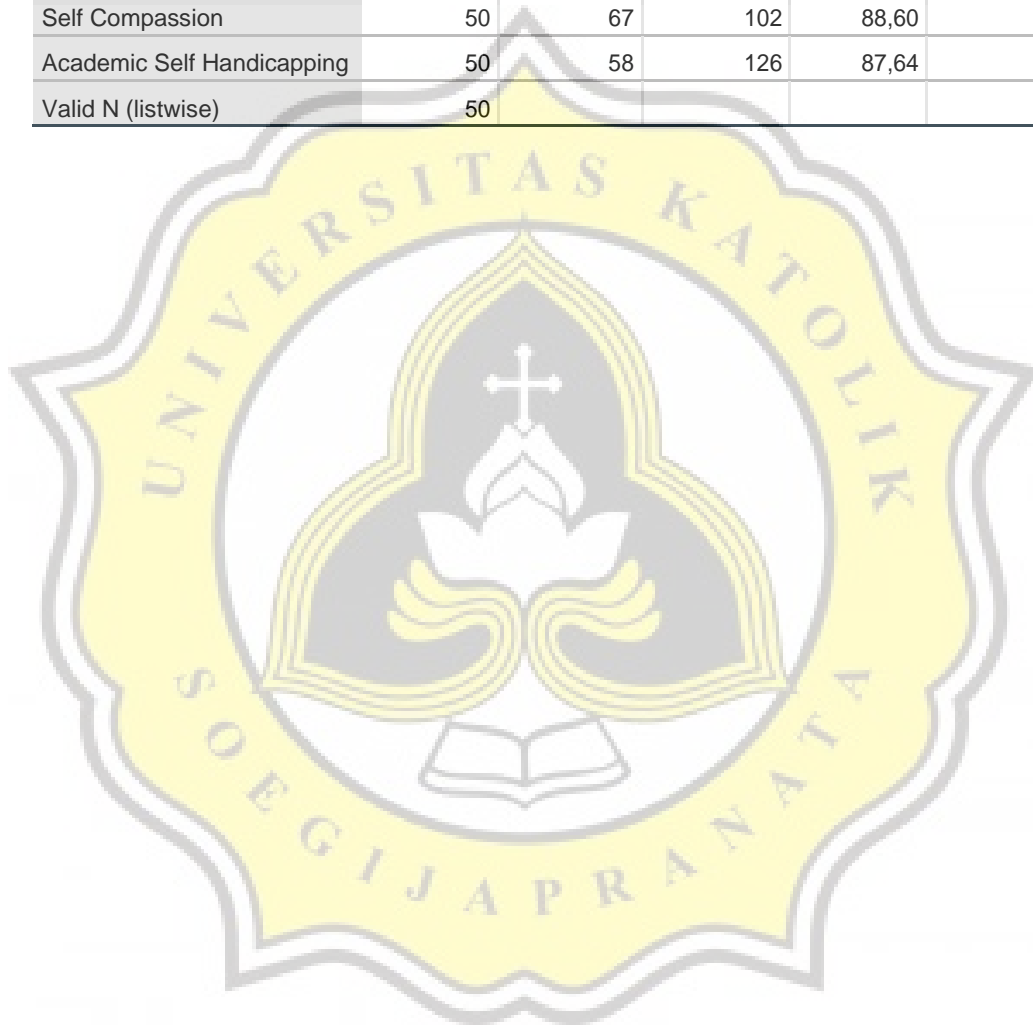 Self Compassion 50 67 102 88,60
Academic Self Handicapping 50 58 126 87,64
Valid N (listwise) 50
UNIVERSITAS KATOLIK
SOEGIJAPRANATA